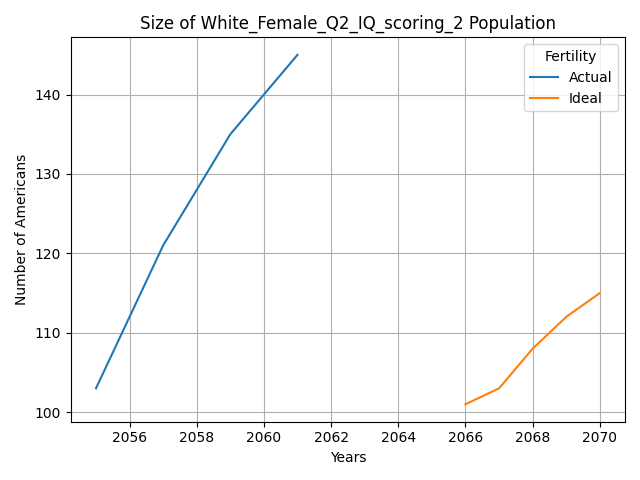 Size of White_Female_Q2_IQ_scoring_2 Population
Number of Americans
140
130
120
110
100
Fertility
Actual
Ideal
2056 2058 2060 2062 2064 2066 2068 2070
Years